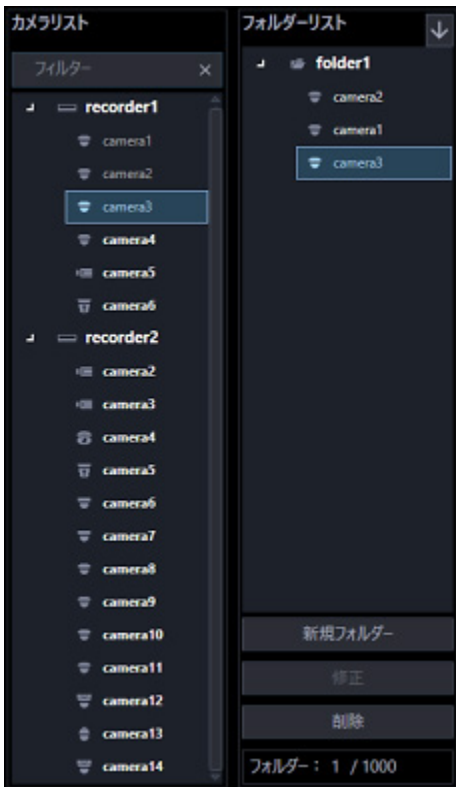 カメラリスト
フィルター ×
recorder1
camera1
camera2
camera3
camera4
camera5
camera6
recorder2
camera2
camera3
camera4
camera5
camera6
camera7
camera8
camera9
camera10
camera11
camera12
camera13
camera14
フォルダーリスト
folder1
camera2
camera1
camera3
新規フォルダー
修正
削除
フォルダー： 1 / 1000